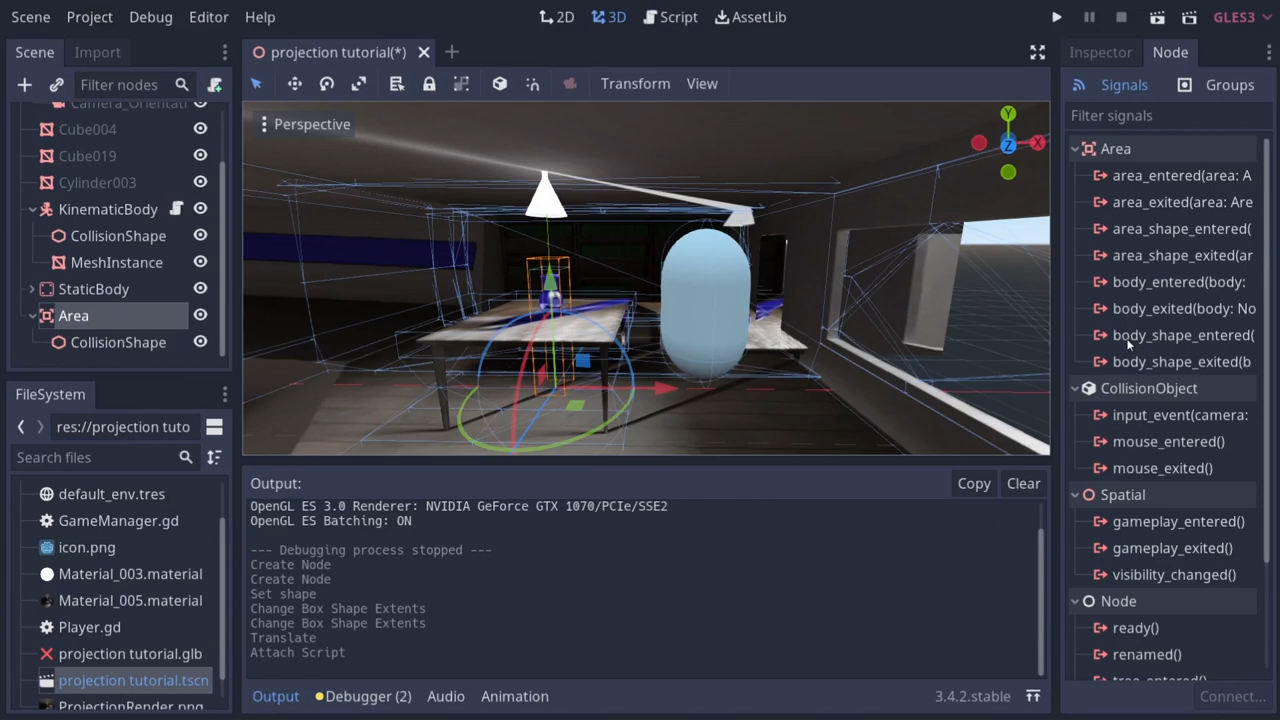 Scene Project Debug Editor Help
2D 3D Script AssetLib
GLES3
Scene Import
projection tutorial(*)
Inspector Node
Filter nodes
Transform View
Signals Groups
Filter signals
Perspective
Y
X
Z
Camera_Orientati
Cube004
Cube019
Cylinder003
KinematicBody
CollisionShape
MeshInstance
StaticBody
Area
CollisionShape
Area
area_entered(area: A
area_exited(area: Are
area_shape_entered(
area_shape_exited(ar
body_entered(body:
body_exited(body: No
body_shape_entered(
body_shape_exited(b
CollisionObject
input_event(camera:
mouse_entered()
mouse_exited()
Spatial
gameplay_entered()
gameplay_exited()
visibility_changed()
Node
ready()
renamed()
tree_entered()
Connect...
FileSystem
res://projection tuto
Search files
default_env.tres
GameManager.gd
icon.png
Material_003.material
Material_005.material
Player.gd
projection tutorial.glb
projection tutorial.tscn
ProjectionRender.png
Output:
Copy Clear
OpenGL ES 3.0 Renderer: NVIDIA GeForce GTX 1070/PCIe/SSE2
OpenGL ES Batching: ON
--- Debugging process stopped ---
Create Node
Create Node
Set shape
Change Box Shape Extents
Change Box Shape Extents
Translate
Attach Script
Output Debugger (2) Audio Animation
3.4.2.stable